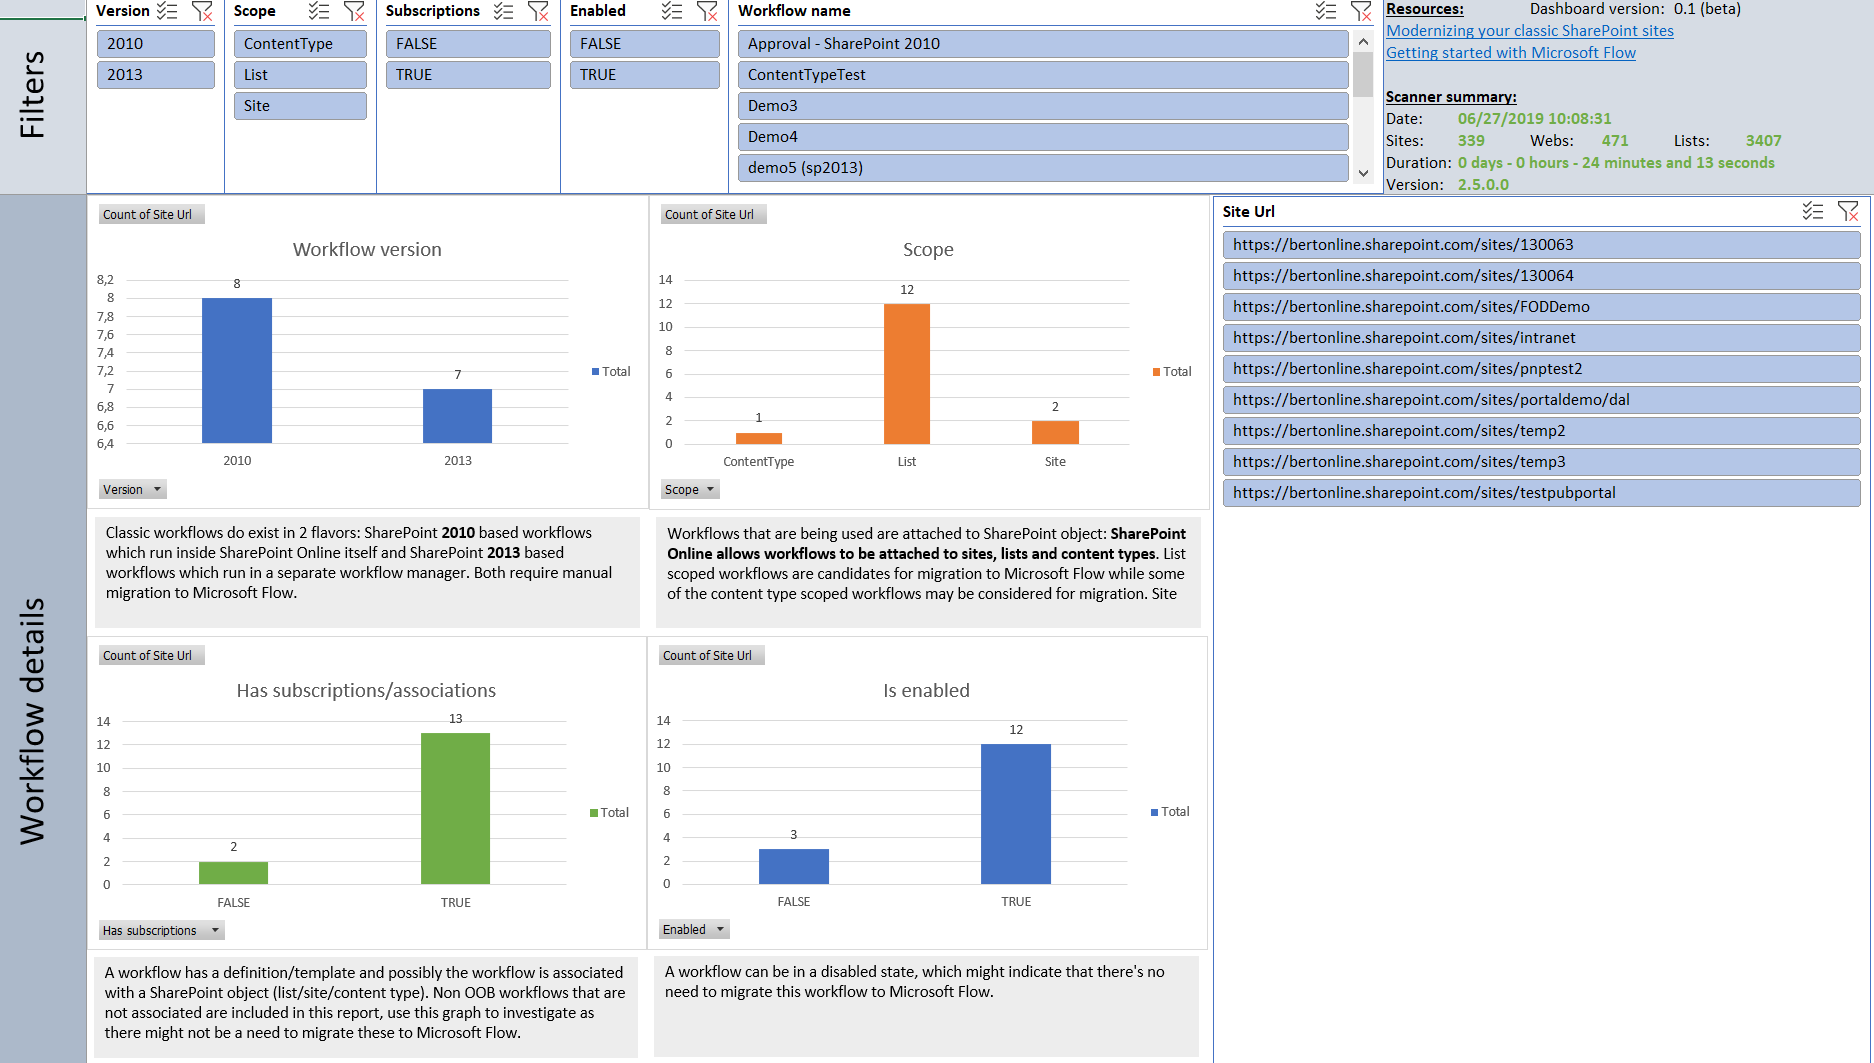 Filters
Version
2010
2013
Scope
ContentType
List
Site
Subscriptions
FALSE
TRUE
Enabled
FALSE
TRUE
Workflow name
Approval - SharePoint 2010
ContentTypeTest
Demo3
Demo4
demo5 (sp2013)
Resources: Dashboard version: 0.1 (beta)
Modernizing your classic SharePoint sites
Getting started with Microsoft Flow
Scanner summary:
Date: 06/27/2019 10:08:31
Sites: 339 Webs: 471 Lists: 3407
Duration: 0 days - 0 hours - 24 minutes and 13 seconds
Version: 2.5.0.0
Workflow details
Count of Site Url
Workflow version
8,2
8
7,8
7,6
7,4
7,2
7
6,8
6,6
6,4
8
7
2010
2013
Total
Version
Classic workflows do exist in 2 flavors: SharePoint 2010 based workflows
which run inside SharePoint Online itself and SharePoint 2013 based
workflows which run in a separate workflow manager. Both require manual
migration to Microsoft Flow.
Count of Site Url
Scope
14
12
10
8
6
4
2
0
1
12
2
ContentType
List
Site
Total
Scope
Workflows that are being used are attached to SharePoint object: SharePoint
Online allows workflows to be attached to sites, lists and content types. List
scoped workflows are candidates for migration to Microsoft Flow while some
of the content type scoped workflows may be considered for migration. Site
Count of Site Url
Has subscriptions/associations
14
12
10
8
6
4
2
0
2
13
FALSE
TRUE
Total
Has subscriptions
A workflow has a definition/template and possibly the workflow is associated
with a SharePoint object (list/site/content type). Non OOB workflows that are
not associated are included in this report, use this graph to investigate as
there might not be a need to migrate these to Microsoft Flow.
Count of Site Url
Is enabled
14
12
10
8
6
4
2
0
3
12
FALSE
TRUE
Total
Enabled
A workflow can be in a disabled state, which might indicate that there's no
need to migrate this workflow to Microsoft Flow.
Site Url
https://bertonline.sharepoint.com/sites/130063
https://bertonline.sharepoint.com/sites/130064
https://bertonline.sharepoint.com/sites/FODDemo
https://bertonline.sharepoint.com/sites/intranet
https://bertonline.sharepoint.com/sites/pnptest2
https://bertonline.sharepoint.com/sites/portaldemo/dal
https://bertonline.sharepoint.com/sites/temp2
https://bertonline.sharepoint.com/sites/temp3
https://bertonline.sharepoint.com/sites/testpubportal